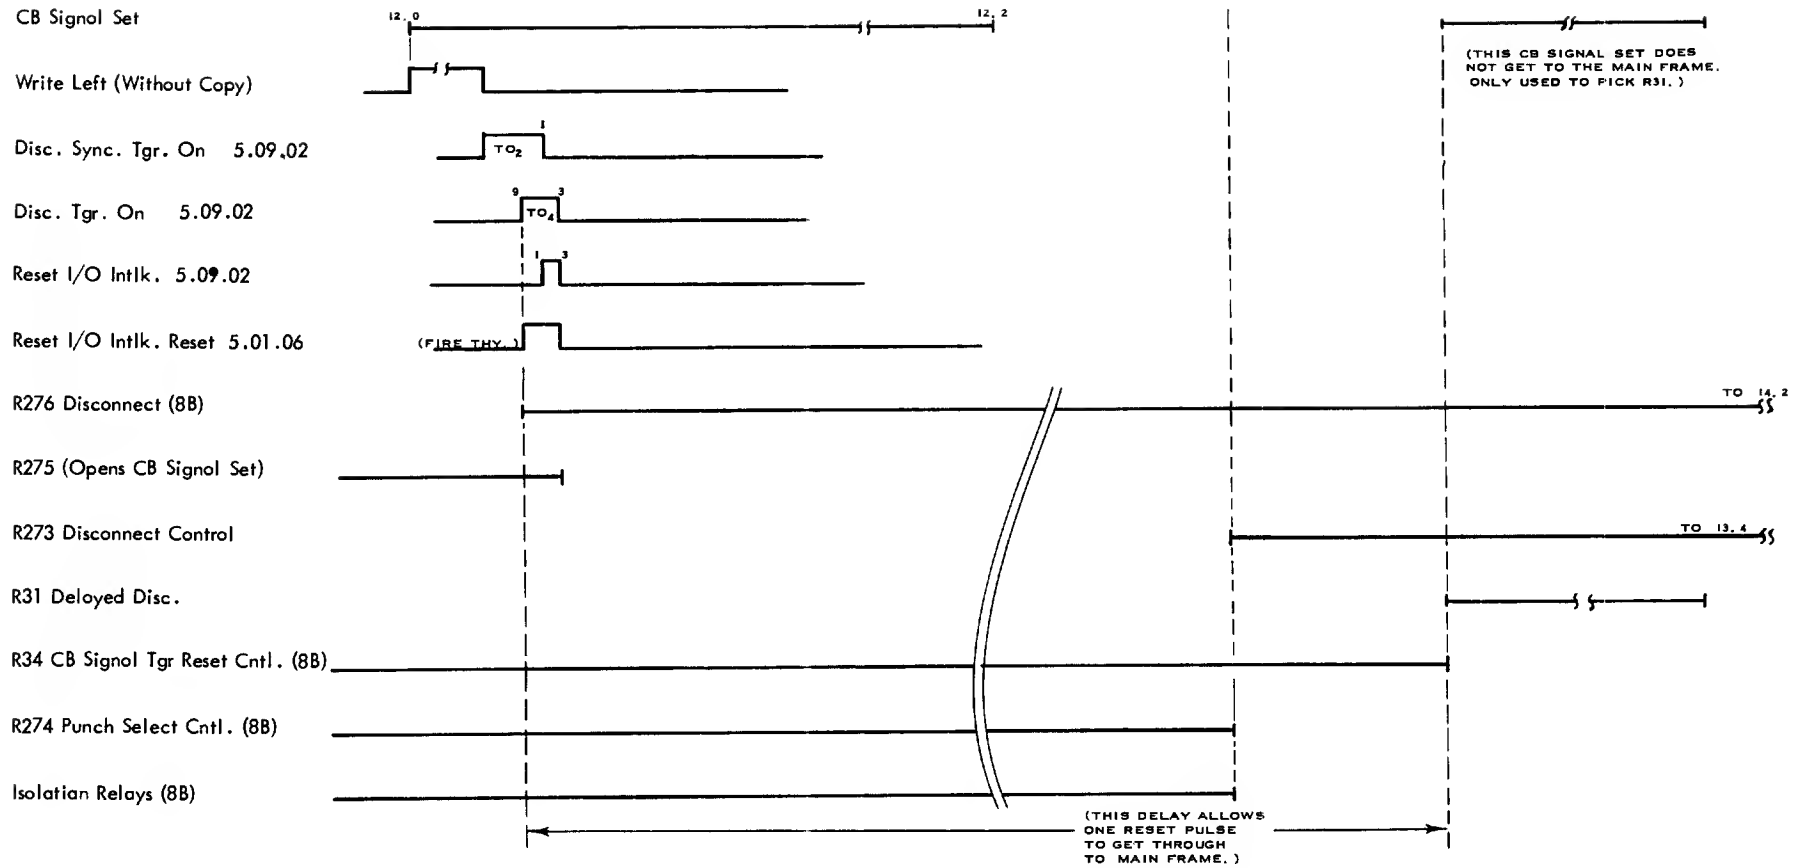 CB Signal Set
12.0
12.2
(THIS CB SIGNAL SET DOES
NOT GET TO THE MAIN FRAME.
ONLY USED TO PICK R31.)
Write Left (Without Copy)
Disc. Sync. Tgr. On 5.09.02
TO2
1
Disc. Tgr. On 5.09.02
9
TO4
3
Reset I/O Intlk. 5.09.02
1
3
Reset I/O Intlk. Reset 5.01.06
(FIRE THY.)
R276 Disconnect (8B)
TO 14.2
R275 (Opens CB Signol Set)
R273 Disconnect Control
TO 13.4
R31 Deloyed Disc.
R34 CB Signol Tgr Reset Cntl. (8B)
R274 Punch Select Cntl. (8B)
Isolatian Relays (8B)
(THIS DELAY ALLOWS
ONE RESET PULSE
TO GET THROUGH
TO MAIN FRAME.)